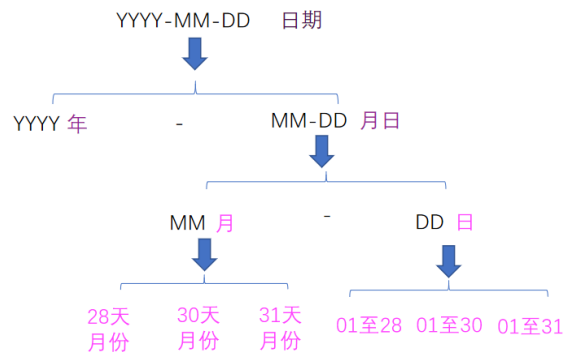 YYYY-MM-DD 日期
YYYY 年 - MM-DD 月日
MM 月 - DD 日
28天 30天 31天
月份 月份 月份
01至28 01至30 01至31